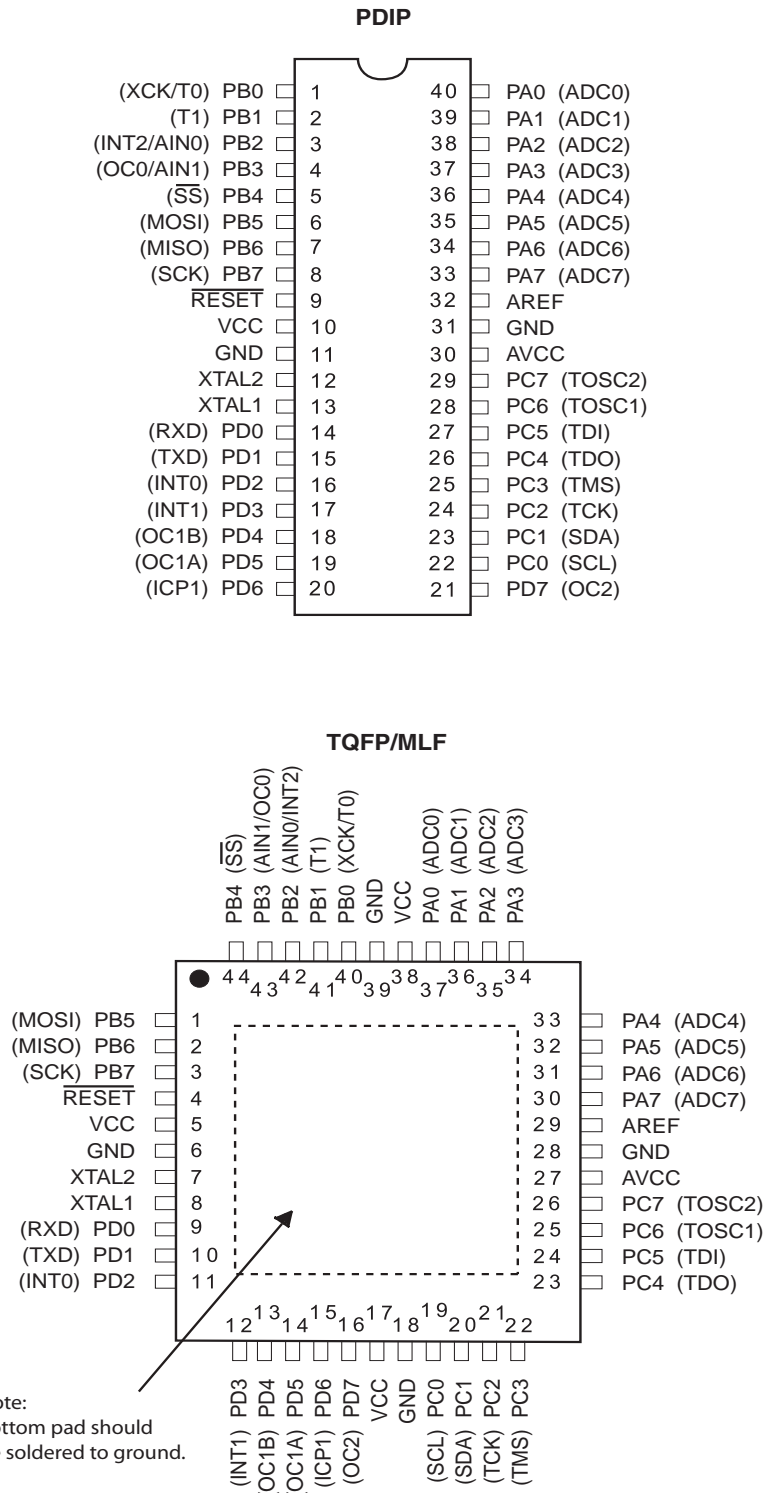 PDIP
(XCK/T0) PB0 1 40 PA0 (ADC0)
(T1) PB1 2 39 PA1 (ADC1)
(INT2/AIN0) PB2 3 38 PA2 (ADC2)
(OC0/AIN1) PB3 4 37 PA3 (ADC3)
(SS) PB4 5 36 PA4 (ADC4)
(MOSI) PB5 6 35 PA5 (ADC5)
(MISO) PB6 7 34 PA6 (ADC6)
(SCK) PB7 8 33 PA7 (ADC7)
RESET 9 32 AREF
VCC 10 31 GND
GND 11 30 AVCC
XTAL2 12 29 PC7 (TOSC2)
XTAL1 13 28 PC6 (TOSC1)
(RXD) PD0 14 27 PC5 (TDI)
(TXD) PD1 15 26 PC4 (TDO)
(INT0) PD2 16 25 PC3 (TMS)
(INT1) PD3 17 24 PC2 (TCK)
(OC1B) PD4 18 23 PC1 (SDA)
(OC1A) PD5 19 22 PC0 (SCL)
(ICP1) PD6 20 21 PD7 (OC2)
TQFP/MLF
PB4 (SS)
PB3 (AIN1/OC0)
PB2 (AIN0/INT2)
PB1 (T1)
PB0 (XCK/T0)
GND
VCC
PA0 (ADC0)
PA1 (ADC1)
PA2 (ADC2)
PA3 (ADC3)
44 43 42 41 40 39 38 37 36 35 34
(MOSI) PB5 1 33 PA4 (ADC4)
(MISO) PB6 2 32 PA5 (ADC5)
(SCK) PB7 3 31 PA6 (ADC6)
RESET 4 30 PA7 (ADC7)
VCC 5 29 AREF
GND 6 28 GND
XTAL2 7 27 AVCC
XTAL1 8 26 PC7 (TOSC2)
(RXD) PD0 9 25 PC6 (TOSC1)
(TXD) PD1 10 24 PC5 (TDI)
(INT0) PD2 11 23 PC4 (TDO)
12 13 14 15 16 17 18 19 20 21 22
(INT1) PD3
(OC1B) PD4
(OC1A) PD5
(ICP1) PD6
(OC2) PD7
VCC
GND
(SCL) PC0
(SDA) PC1
(TCK) PC2
(TMS) PC3
ote:
ottom pad should
soldered to ground.